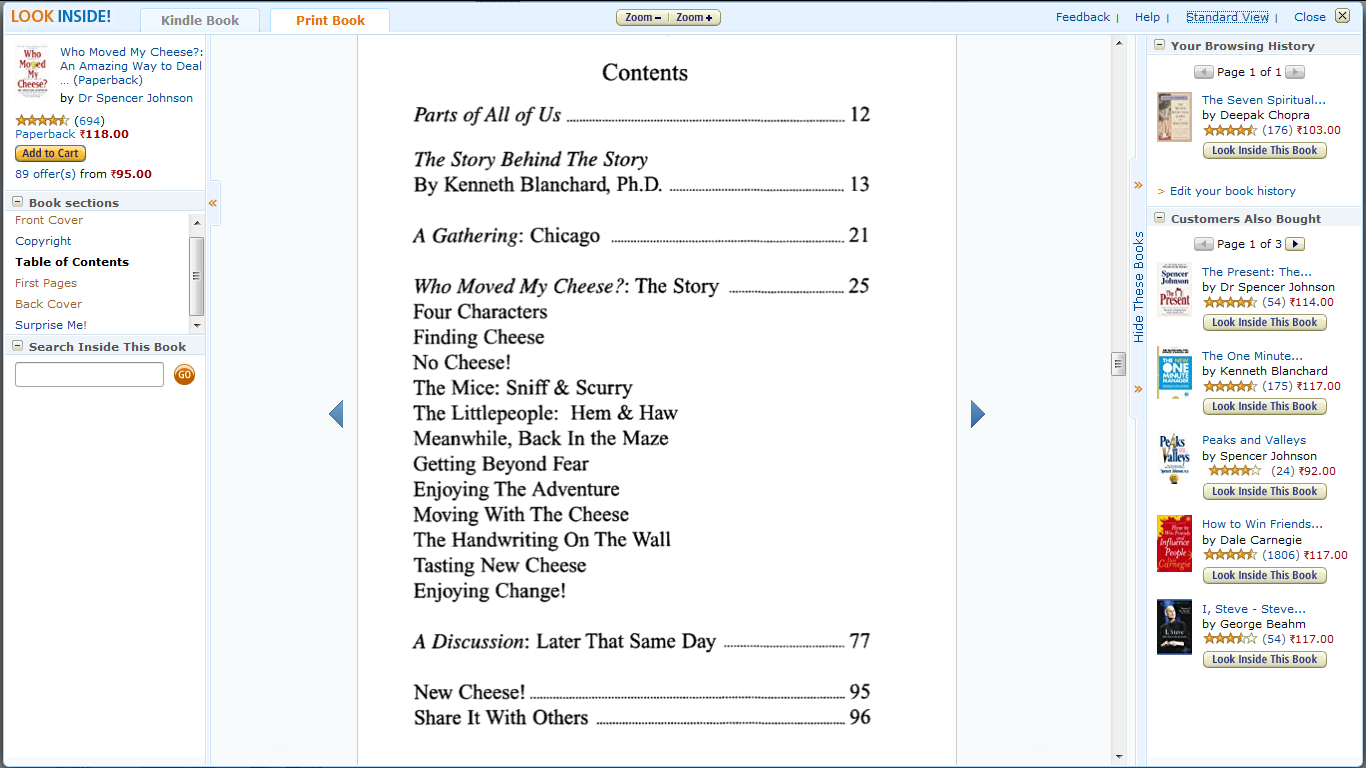 LOOK INSIDE!
Kindle Book
Print Book
Zoom − | Zoom +
Feedback | Help | Standard View | Close
Who Moved My Cheese?:
An Amazing Way to Deal
... (Paperback)
by Dr Spencer Johnson
(694)
Paperback ₹118.00
Add to Cart
89 offer(s) from ₹95.00
Book sections
Front Cover
Copyright
Table of Contents
First Pages
Back Cover
Surprise Me!
Search Inside This Book
GO
Contents
Parts of All of Us 12
The Story Behind The Story
By Kenneth Blanchard, Ph.D. 13
A Gathering: Chicago 21
Who Moved My Cheese?: The Story 25
Four Characters
Finding Cheese
No Cheese!
The Mice: Sniff & Scurry
The Littlepeople: Hem & Haw
Meanwhile, Back In the Maze
Getting Beyond Fear
Enjoying The Adventure
Moving With The Cheese
The Handwriting On The Wall
Tasting New Cheese
Enjoying Change!
A Discussion: Later That Same Day 77
New Cheese! 95
Share It With Others 96
» Hide These Books »
Your Browsing History
Page 1 of 1
The Seven Spiritual...
by Deepak Chopra
(176) ₹103.00
Look Inside This Book
> Edit your book history
Customers Also Bought
Page 1 of 3
The Present: The...
by Dr Spencer Johnson
(54) ₹114.00
Look Inside This Book
The One Minute...
by Kenneth Blanchard
(175) ₹117.00
Look Inside This Book
Peaks and Valleys
by Spencer Johnson
(24) ₹92.00
Look Inside This Book
How to Win Friends...
by Dale Carnegie
(1806) ₹117.00
Look Inside This Book
I, Steve - Steve...
by George Beahm
(54) ₹117.00
Look Inside This Book